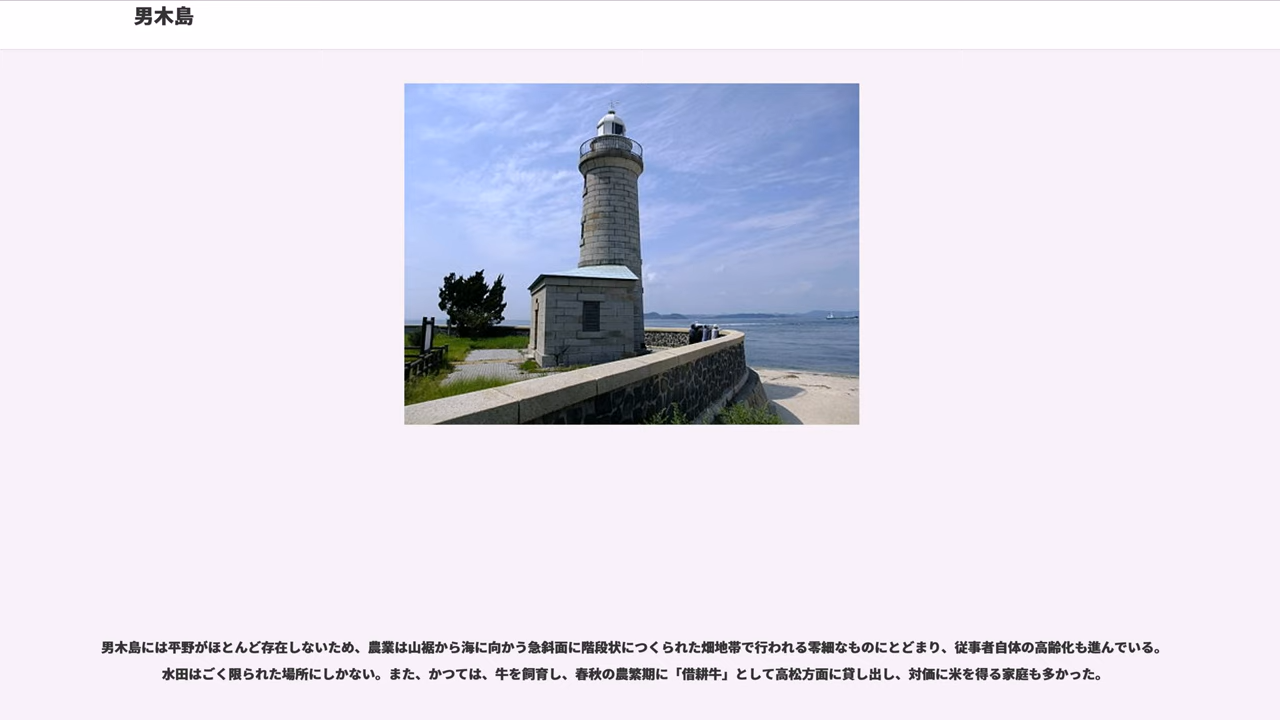 男木島
男木島には平野がほとんど存在しないため、農業は山裾から海に向かう急斜面に階段状につくられた畑地帯で行われる零細なものにとどまり、従事者自体の高齢化も進んでいる。
水田はごく限られた場所にしかない。また、かつては、牛を飼育し、春秋の農繁期に「借耕牛」として高松方面に貸し出し、対価に米を得る家庭も多かった。